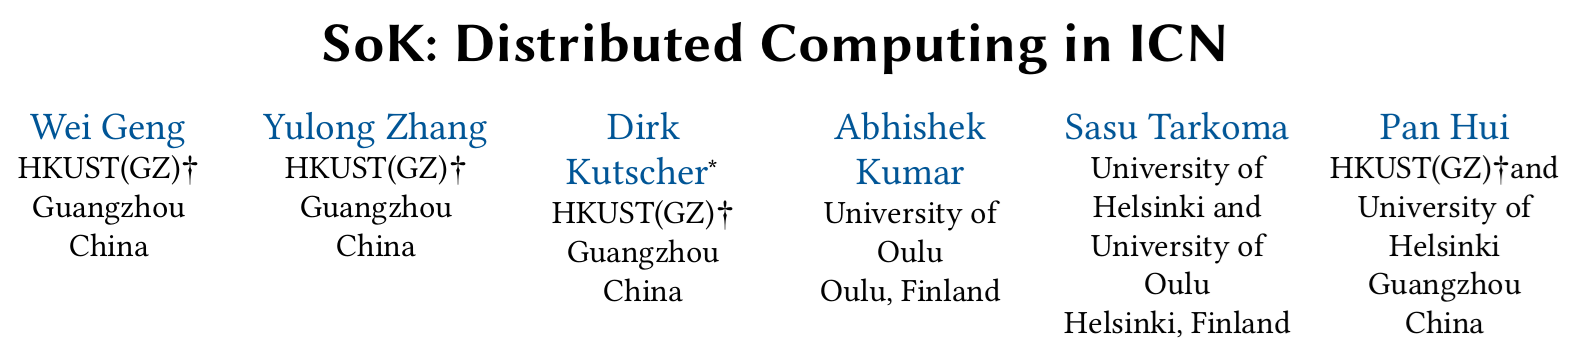 SoK: Distributed Computing in ICN
Wei Geng
HKUST(GZ)†
Guangzhou
China
Yulong Zhang
HKUST(GZ)†
Guangzhou
China
Dirk
Kutscher*
HKUST(GZ)†
Guangzhou
China
Abhishek
Kumar
University of
Oulu
Oulu, Finland
Sasu Tarkoma
University of
Helsinki and
University of
Oulu
Helsinki, Finland
Pan Hui
HKUST(GZ)†and
University of
Helsinki
Guangzhou
China